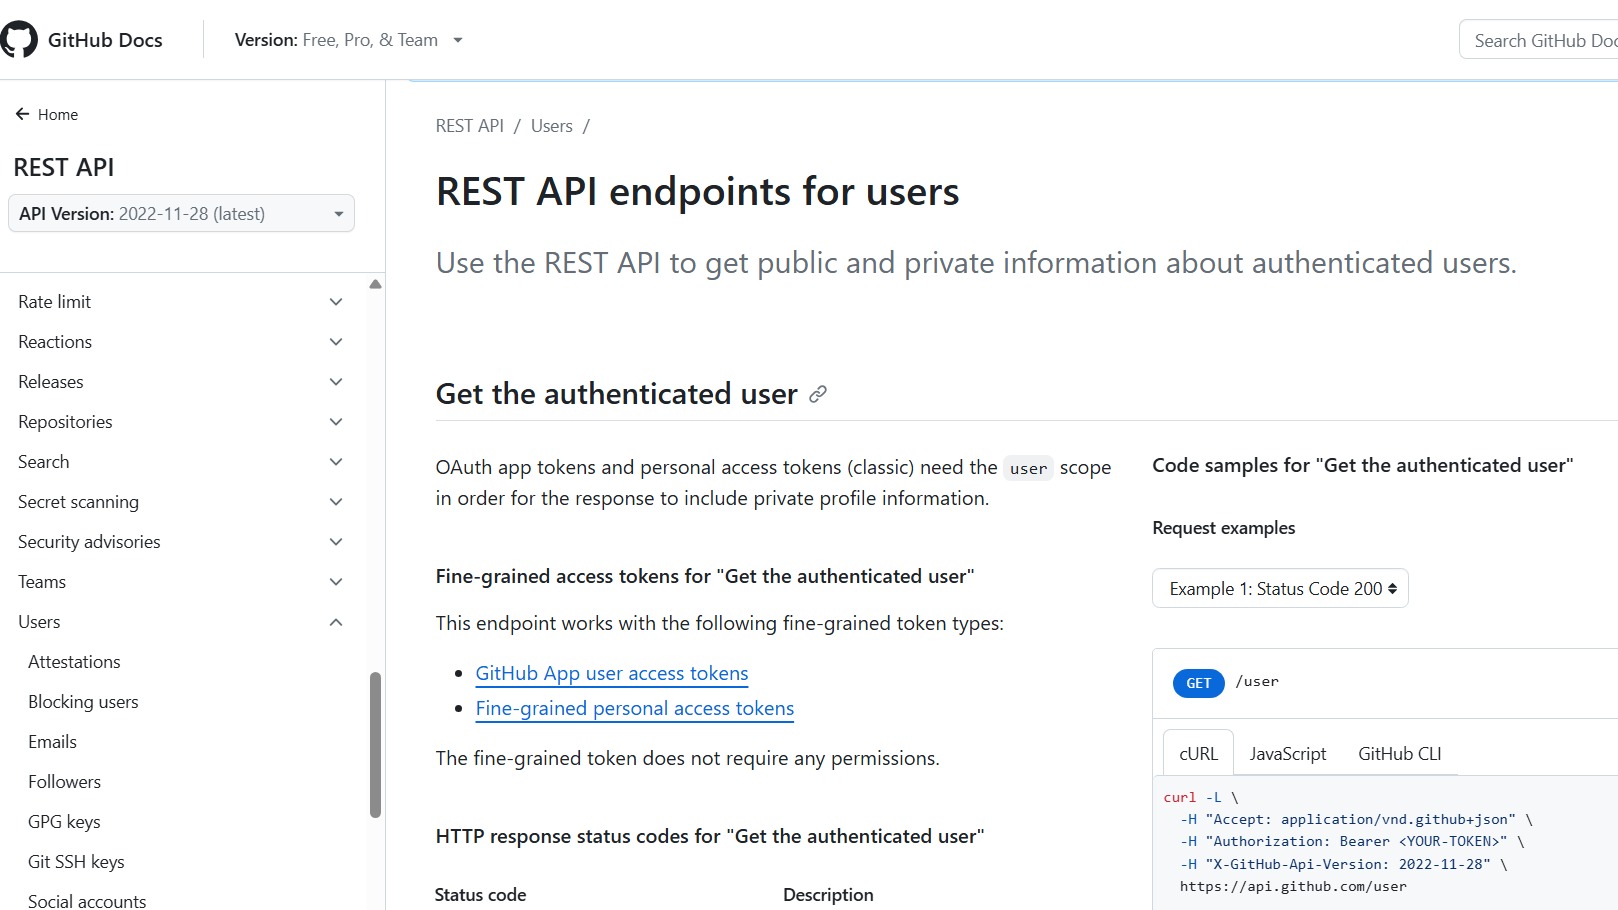 GitHub Docs
Version: Free, Pro, & Team
Search GitHub Doc
Home
REST API
API Version: 2022-11-28 (latest)
Rate limit
Reactions
Releases
Repositories
Search
Secret scanning
Security advisories
Teams
Users
Attestations
Blocking users
Emails
Followers
GPG keys
Git SSH keys
Social accounts
REST API / Users /
REST API endpoints for users
Use the REST API to get public and private information about authenticated users.
Get the authenticated user
OAuth app tokens and personal access tokens (classic) need the user scope
in order for the response to include private profile information.
Fine-grained access tokens for "Get the authenticated user"
This endpoint works with the following fine-grained token types:
• GitHub App user access tokens
• Fine-grained personal access tokens
The fine-grained token does not require any permissions.
HTTP response status codes for "Get the authenticated user"
Status code Description
Code samples for "Get the authenticated user"
Request examples
Example 1: Status Code 200
GET /user
cURL JavaScript GitHub CLI
curl -L \
-H "Accept: application/vnd.github+json" \
-H "Authorization: Bearer <YOUR-TOKEN>" \
-H "X-GitHub-Api-Version: 2022-11-28" \
https://api.github.com/user